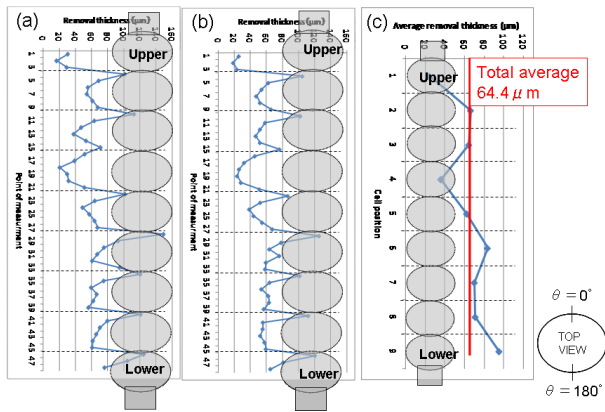 (a)
Removal thickness (μm)
0 20 40 60 80 100 120 140 160
Upper
Point of measurment
1
3
5
7
9
11
13
15
17
19
21
23
25
27
29
31
33
35
37
39
41
43
45
47
Lower
(b)
Removal thickness (μm)
0 20 40 60 80 100 120 140 160
Upper
Point of measurment
1
3
5
7
9
11
13
15
17
19
21
23
25
27
29
31
33
35
37
39
41
43
45
47
Lower
(c)
Average removal thickness (μm)
0 20 40 60 80 100 120
Upper
Total average
64.4μm
Cell position
1
2
3
4
5
6
7
8
9
Lower
θ = 0°
TOP
VIEW
θ = 180°